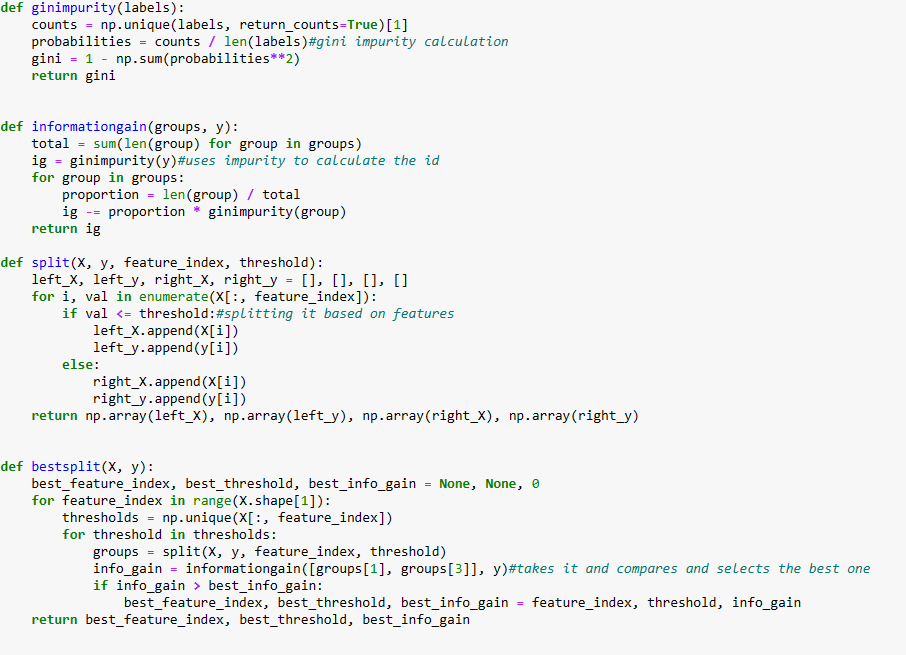 def ginimpurity(labels):
    counts = np.unique(labels, return_counts=True)[1]
    probabilities = counts / len(labels)#gini impurity calculation
    gini = 1 - np.sum(probabilities**2)
    return gini
def informationgain(groups, y):
    total = sum(len(group) for group in groups)
    ig = ginimpurity(y)#uses impurity to calculate the id
    for group in groups:
        proportion = len(group) / total
        ig -= proportion * ginimpurity(group)
    return ig
def split(X, y, feature_index, threshold):
    left_X, left_y, right_X, right_y = [], [], [], []
    for i, val in enumerate(X[:, feature_index]):
        if val <= threshold:#splitting it based on features
            left_X.append(X[i])
            left_y.append(y[i])
        else:
            right_X.append(X[i])
            right_y.append(y[i])
    return np.array(left_X), np.array(left_y), np.array(right_X), np.array(right_y)
def bestsplit(X, y):
    best_feature_index, best_threshold, best_info_gain = None, None, 0
    for feature_index in range(X.shape[1]):
        thresholds = np.unique(X[:, feature_index])
        for threshold in thresholds:
            groups = split(X, y, feature_index, threshold)
            info_gain = informationgain([groups[1], groups[3]], y)#takes it and compares and selects the best one
            if info_gain > best_info_gain:
                best_feature_index, best_threshold, best_info_gain = feature_index, threshold, info_gain
    return best_feature_index, best_threshold, best_info_gain